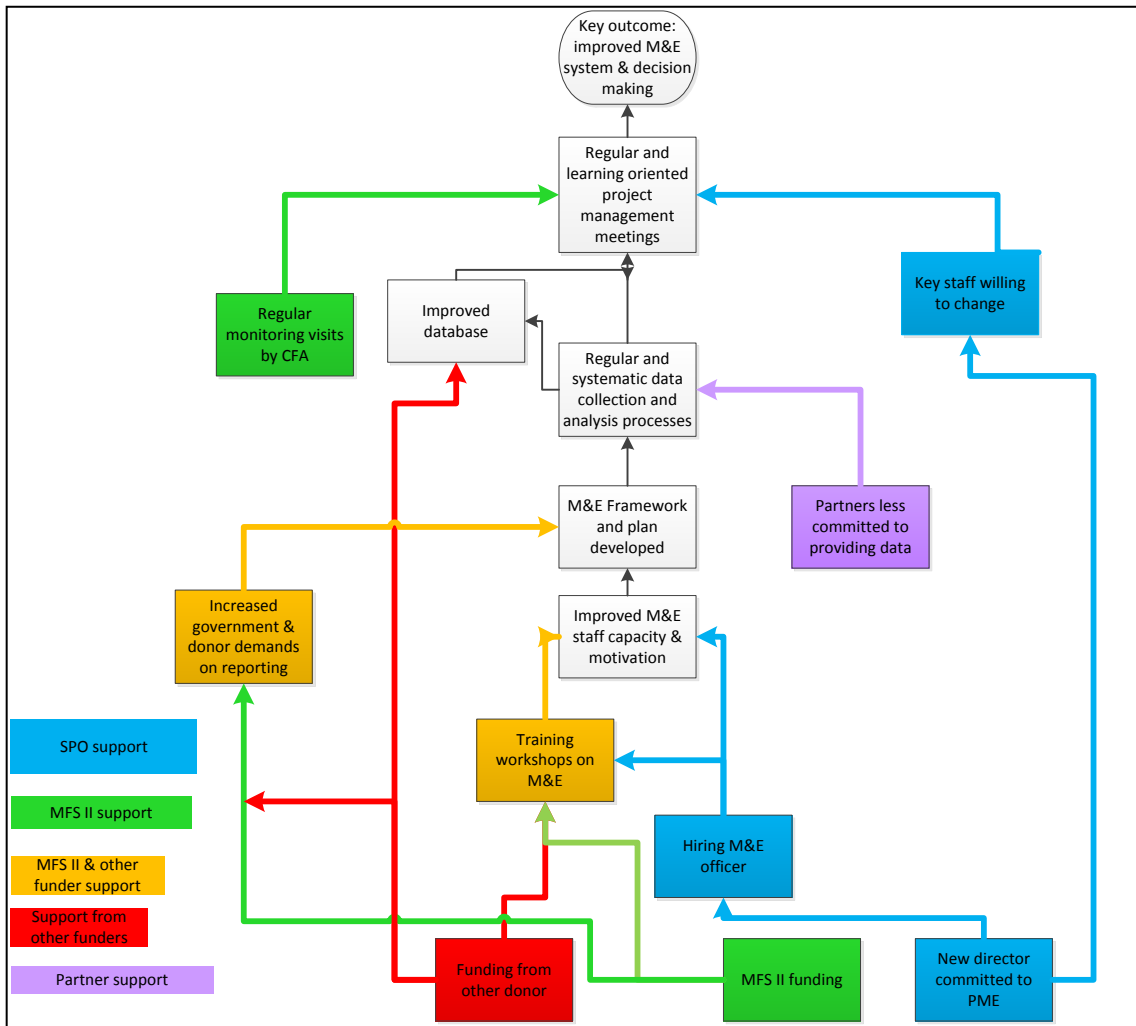 Key outcome:
improved M&E
system & decision
making
Regular and
learning oriented
project
management
meetings
Key staff willing
to change
Improved
database
Regular
monitoring visits
by CFA
Regular and
systematic data
collection and
analysis processes
M&E Framework
and plan
developed
Partners less
committed to
providing data
Increased
government &
donor demands
on reporting
Improved M&E
staff capacity &
motivation
SPO support
Training
workshops on
M&E
MFS II support
Hiring M&E
officer
MFS II & other
funder support
Support from
other funders
Partner support
Funding from
other donor
MFS II funding
New director
committed to
PME